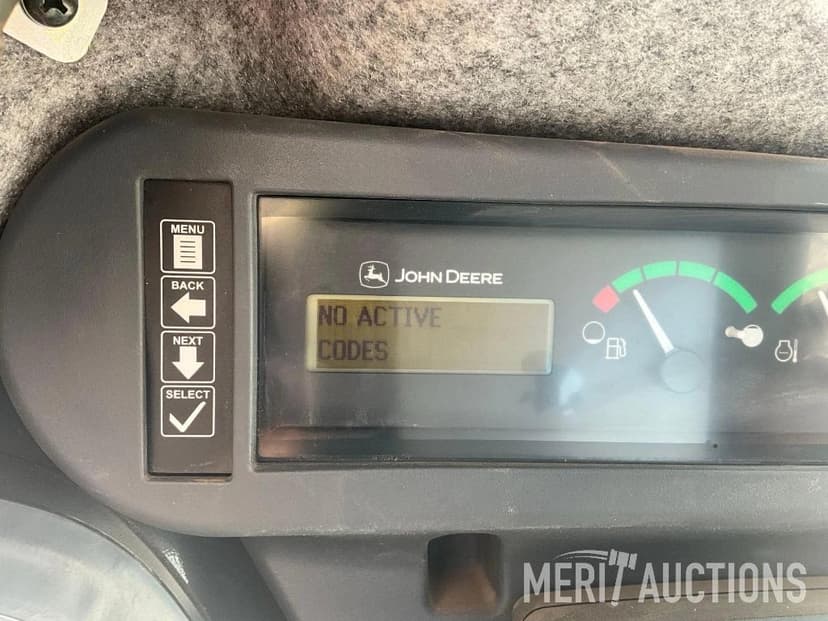 MENU
BACK
NEXT
SELECT
JOHN DEERE
NO ACTIVE
CODES
MERIT AUCTIONS